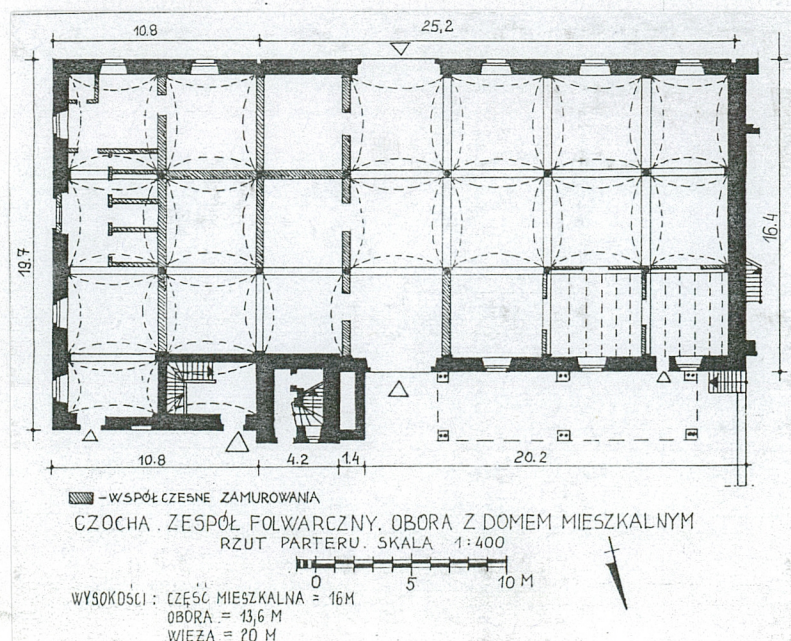 10.8 25,2
19.7
16.4
10.8 4.2 1.4 20.2
- WSPÓŁCZESNE ZAMUROWANIA
CZOCHA. ZESPÓŁ FOLWARCZNY. OBORA Z DOMEM MIESZKALNYM
RZUT PARTERU. SKALA 1:400
0 5 10 M
WYSOKOŚCI: CZĘŚĆ MIESZKALNA = 16M
OBORA = 13,6 M
WIEŻA = 20 M